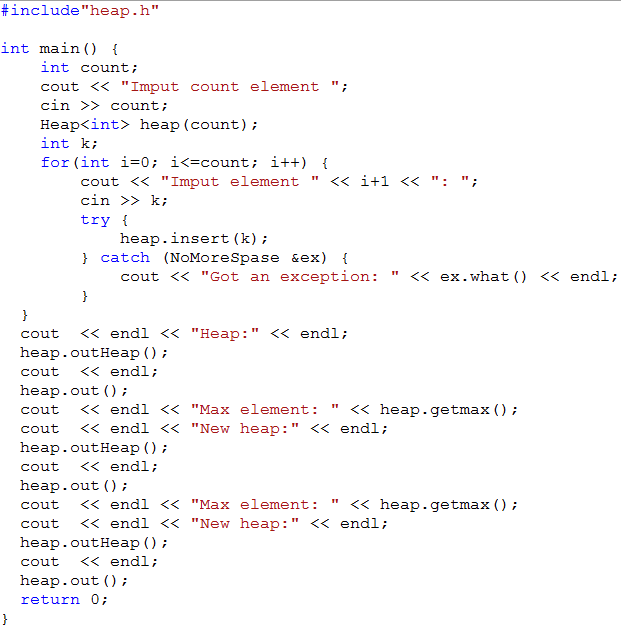 #include"heap.h"
int main() {
int count;
cout << "Imput count element ";
cin >> count;
Heap<int> heap(count);
int k;
for(int i=0; i<=count; i++) {
cout << "Imput element " << i+1 << ": ";
cin >> k;
try {
heap.insert(k);
} catch (NoMoreSpase &ex) {
cout << "Got an exception: " << ex.what() << endl;
}
}
cout  << endl << "Heap:" << endl;
heap.outHeap();
cout  << endl;
heap.out();
cout  << endl << "Max element: " << heap.getmax();
cout  << endl << "New heap:" << endl;
heap.outHeap();
cout  << endl;
heap.out();
cout  << endl << "Max element: " << heap.getmax();
cout  << endl << "New heap:" << endl;
heap.outHeap();
cout  << endl;
heap.out();
return 0;
}